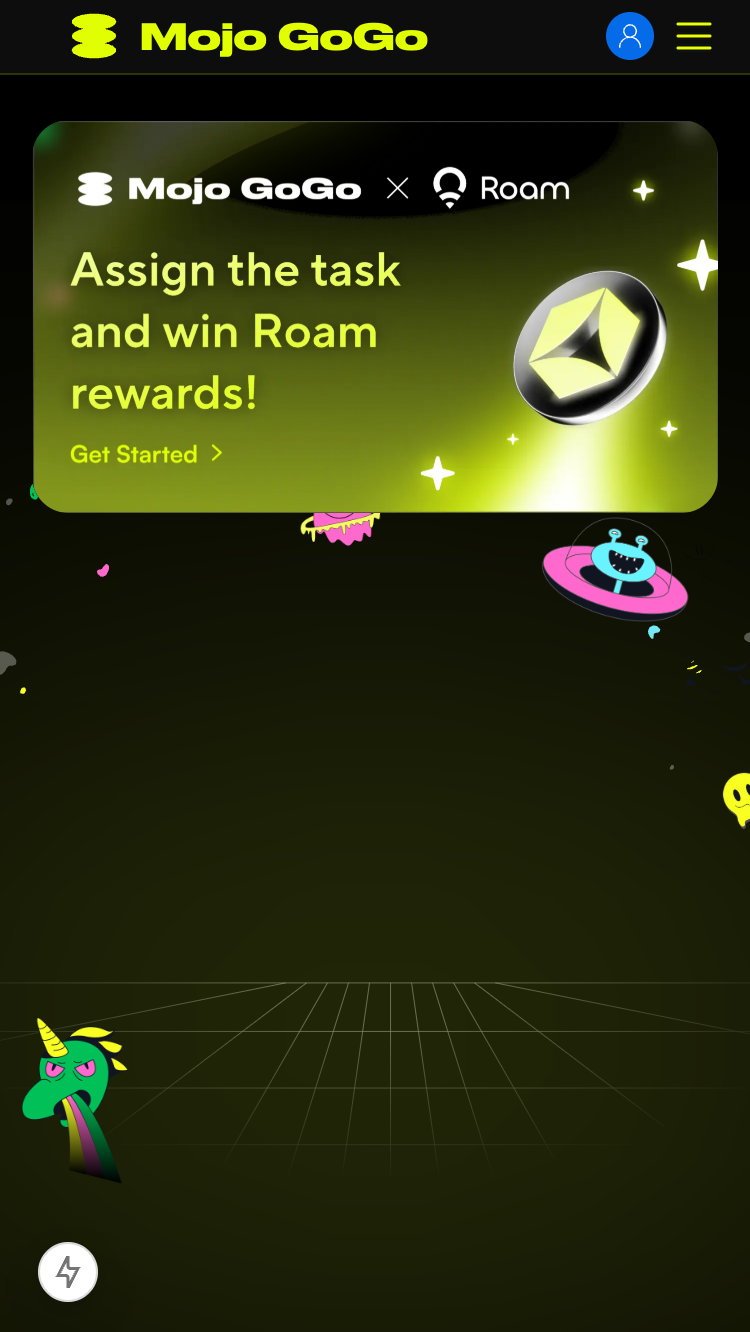 Mojo GoGo
Mojo GoGo × Roam
Assign the task
and win Roam
rewards!
Get Started >